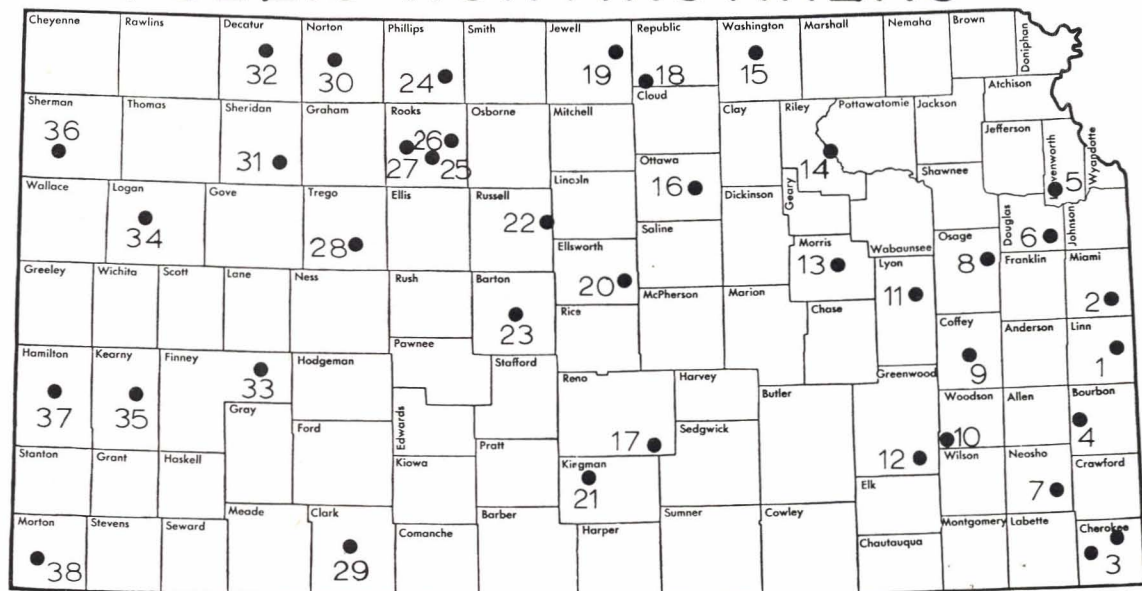 Cheyenne Rawlins Decatur Norton Phillips Smith Jewell Republic Washington Marshall Nemaha Brown Doniphan
32 30 24 19 18 15
Sherman Thomas Sheridan Graham Rooks Osborne Mitchell Cloud Clay Riley Pottawatomie Jackson Atchison
Jefferson Leavenworth Wyandotte
36 31 27 26 25 14 5
Ottawa
16
Wallace Logan Gove Trego Ellis Russell Lincoln Dickinson Geary Shawnee
34 28 22
Ellsworth Saline Morris Wabaunsee Osage Douglas Johnson
20 13 8 6
Greeley Wichita Scott Lane Ness Rush Barton Rice McPherson Marion Chase Lyon Franklin Miami
23 11 2
Hamilton Kearny Finney Hodgeman Pawnee Stafford Coffey Anderson Linn
37 35 33 9 1
Gray Ford Edwards Reno Harvey Butler Greenwood Woodson Allen Bourbon
17 12 10 4
Stanton Grant Haskell Kiowa Pratt Kingman Sedgwick Elk Wilson Neosho Crawford
21 7
Morton Stevens Seward Meade Clark Comanche Barber Harper Sumner Cowley Chautauqua Montgomery Labette Cherokee
38 29 3